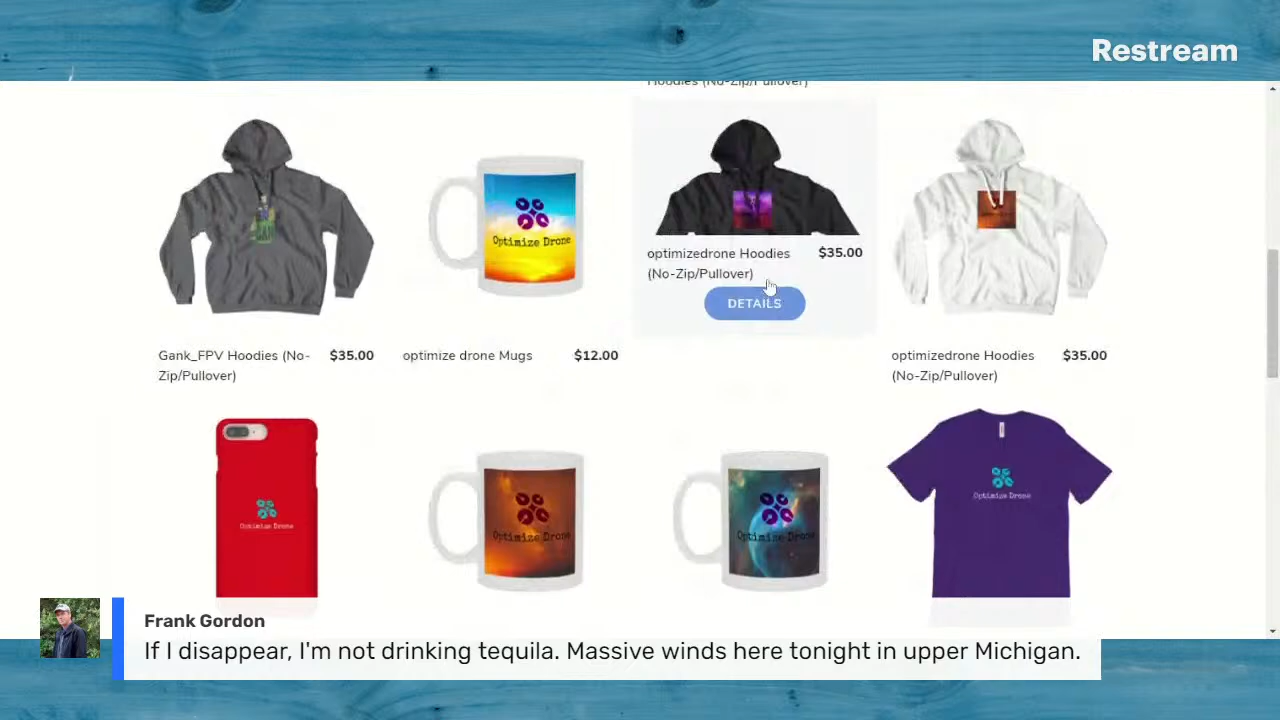 Restream
Hoodies (No-Zip/Pullover)
optimizedrone Hoodies $35.00
(No-Zip/Pullover)
DETAILS
Optimize Drone
Gank_FPV Hoodies (No- $35.00
Zip/Pullover)
optimize drone Mugs $12.00
optimizedrone Hoodies $35.00
(No-Zip/Pullover)
Optimize Drone
Optimize Drone
Optimize Drone
Optimize Drone
Frank Gordon
If I disappear, I'm not drinking tequila. Massive winds here tonight in upper Michigan.